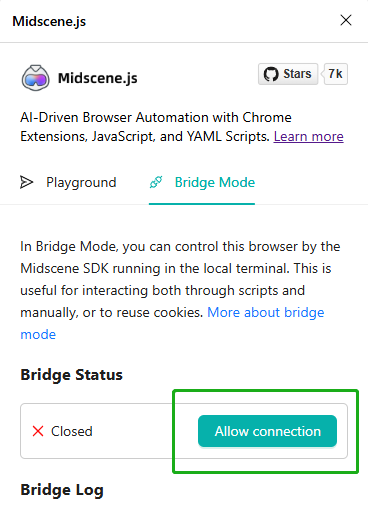 Midscene.js
Midscene.js
Stars
7k
AI-Driven Browser Automation with Chrome
Extensions, JavaScript, and YAML Scripts. Learn more
Playground
Bridge Mode
In Bridge Mode, you can control this browser by the
Midscene SDK running in the local terminal. This is
useful for interacting both through scripts and
manually, or to reuse cookies. More about bridge
mode
Bridge Status
Closed
Allow connection
Bridge Log